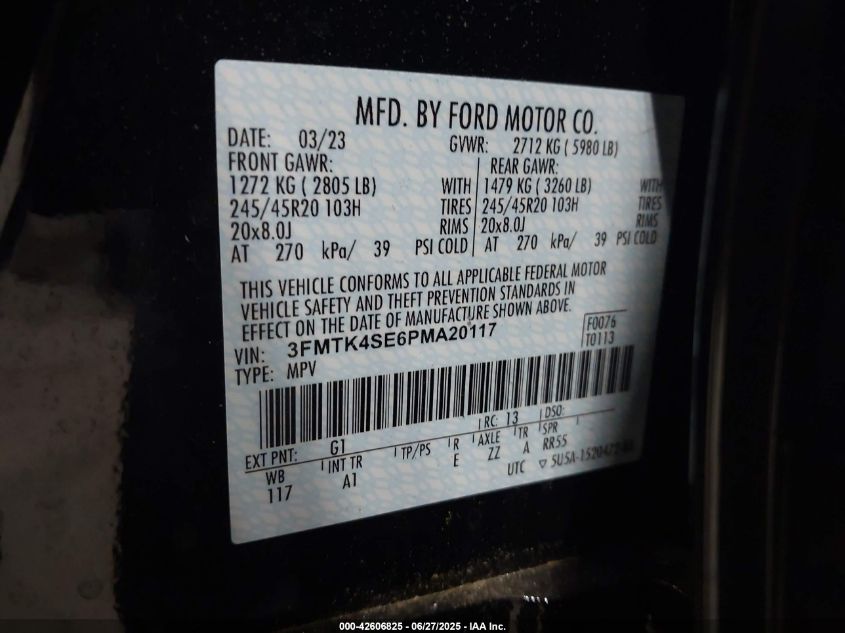 MFD. BY FORD MOTOR CO.
DATE: 03/23 GVWR: 2712 KG ( 5980 LB)
FRONT GAWR: REAR GAWR:
1272 KG ( 2805 LB) WITH 1479 KG ( 3260 LB) WITH
245/45R20 103H TIRES 245/45R20 103H TIRES
20x8.0J RIMS 20x8.0J RIMS
AT 270 kPa/ 39 PSI COLD AT 270 kPa/ 39 PSI COLD
THIS VEHICLE CONFORMS TO ALL APPLICABLE FEDERAL MOTOR
VEHICLE SAFETY AND THEFT PREVENTION STANDARDS IN
EFFECT ON THE DATE OF MANUFACTURE SHOWN ABOVE.
VIN: 3FMTK4SE6PMA20117 F0076
TYPE: MPV T0113
EXT PNT: G1 RC: 13 DSO:
WB INT TR TP/PS R AXLE TR SPR
117 A1 E ZZ A RR55
UTC
000-42606825 - 06/27/2025 - IAA Inc.